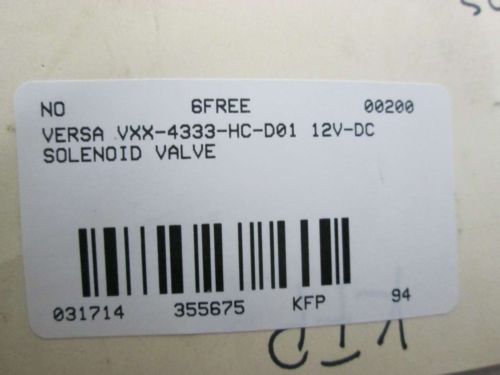 NO 6FREE 00200
VERSA VXX-4333-HC-D01 12V-DC
SOLENOID VALVE
031714 355675 KFP 94